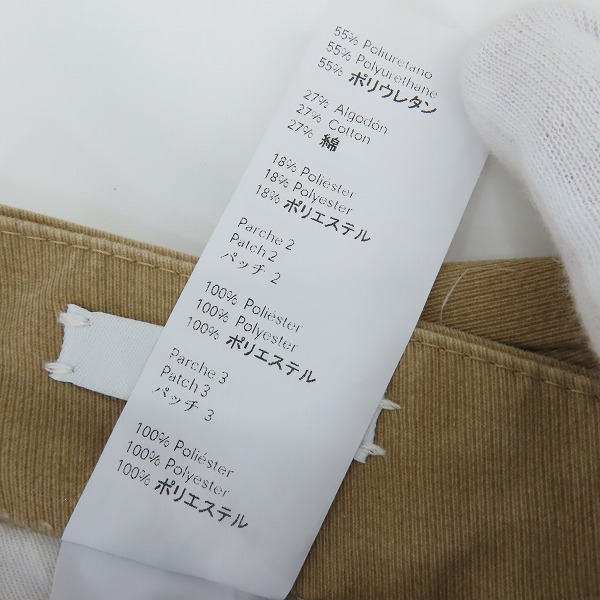 55% Poliuretano
55% Polyurethane
55% ポリウレタン
27% Algodón
27% Cotton
27% 綿
18% Poliéster
18% Polyester
18% ポリエステル
Parche 2
Patch 2
パッチ 2
100% Poliéster
100% Polyester
100% ポリエステル
Parche 3
Patch 3
パッチ 3
100% Poliéster
100% Polyester
100% ポリエステル